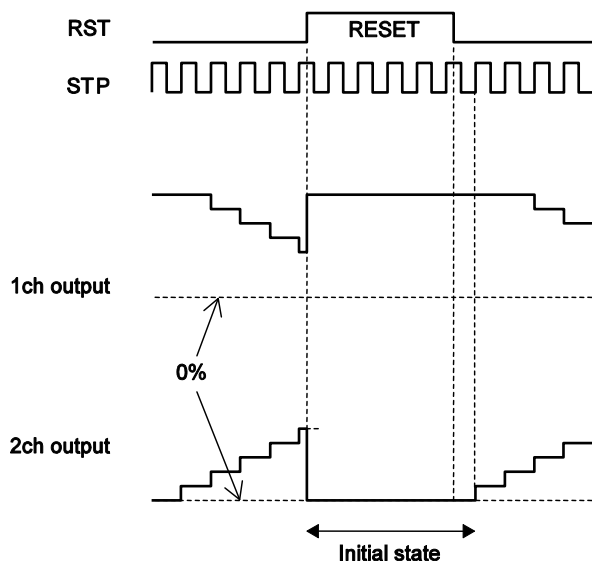 RST
RESET
STP
1ch output
0%
2ch output
Initial state